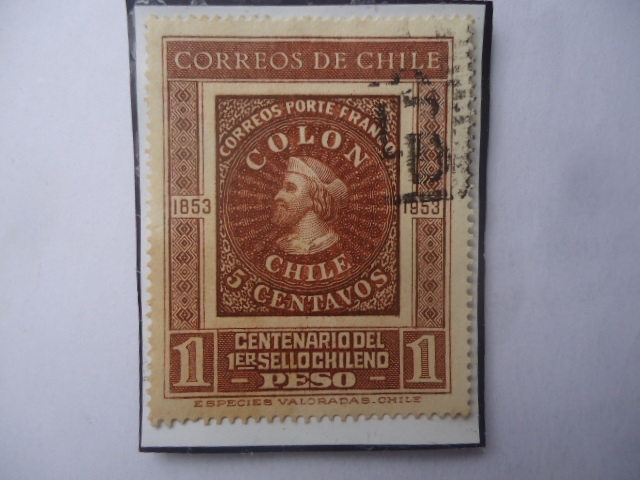 CORREOS DE CHILE
CORREOS PORTE FRANCO
COLON
1853 1953
CHILE
5 CENTAVOS
1 CENTENARIO DEL 1
1ER SELLO CHILENO
- PESO -
ESPECIES VALORADAS-CHILE